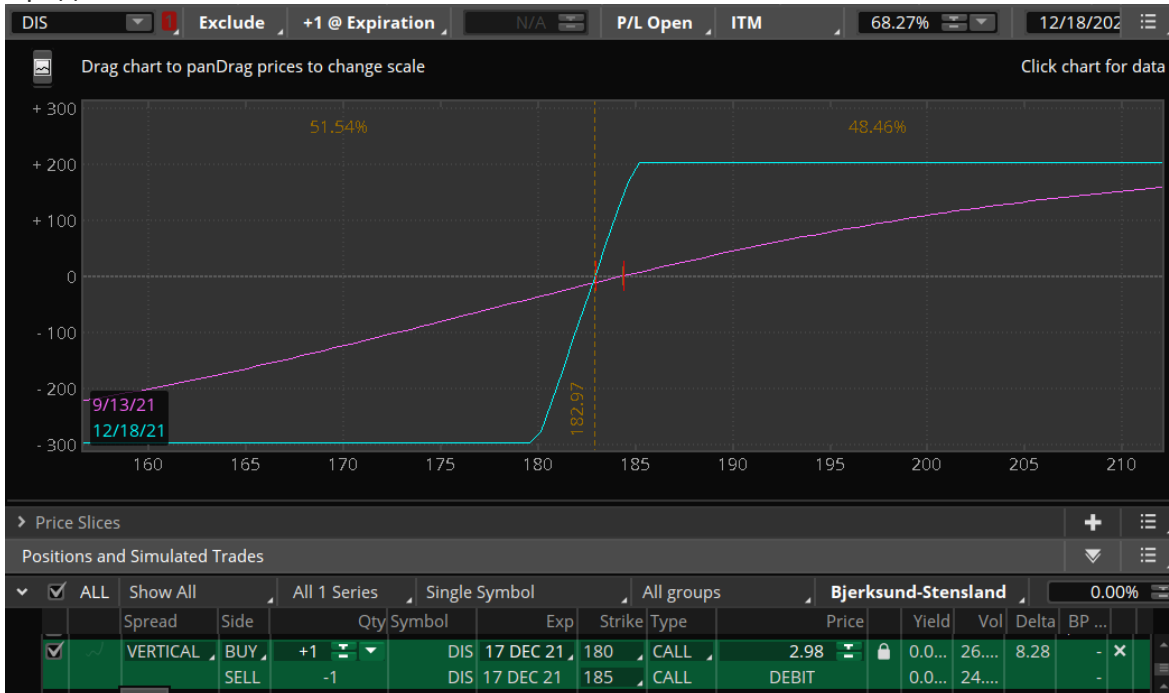 DIS 1 Exclude +1 @ Expiration N/A P/L Open ITM 68.27% 12/18/202
Drag chart to panDrag prices to change scale Click chart for data
+ 300
51.54% 48.46%
+ 200
+ 100
0
- 100
- 200
182.97
9/13/21
12/18/21
- 300
160 165 170 175 180 185 190 195 200 205 210
Price Slices
Positions and Simulated Trades
ALL Show All All 1 Series Single Symbol All groups Bjerksund-Stensland 0.00%
Spread Side Qty Symbol Exp Strike Type Price Yield Vol Delta BP ...
VERTICAL BUY +1 DIS 17 DEC 21 180 CALL 2.98 0.0... 26.... 8.28 -
SELL -1 DIS 17 DEC 21 185 CALL DEBIT 0.0... 24.... -